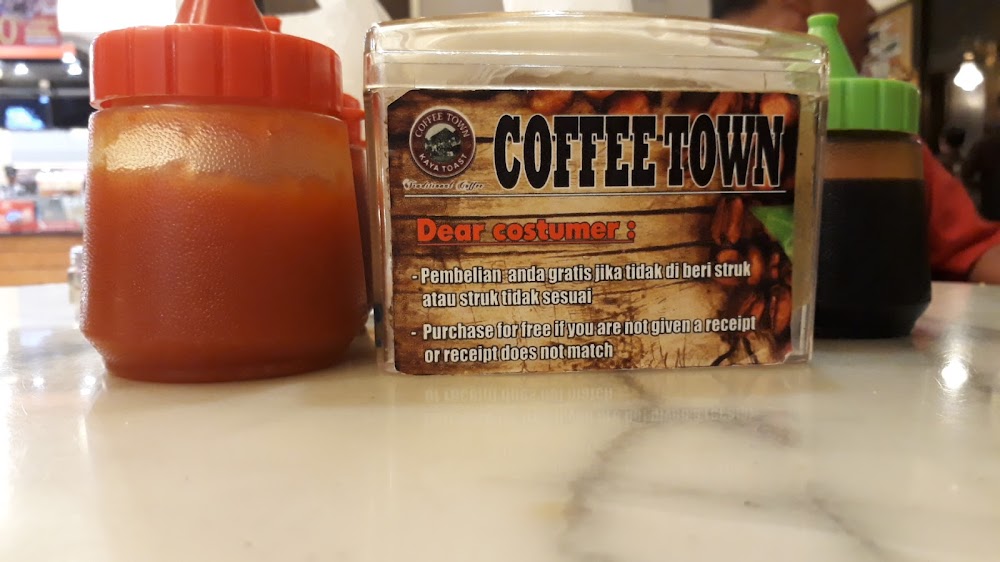 COFFEE TOWN
KAYA TOAST
Traditional Coffee
COFFEE TOWN
Dear costumer :
- Pembelian anda gratis jika tidak di beri struk
atau struk tidak sesuai
- Purchase for free if you are not given a receipt
or receipt does not match